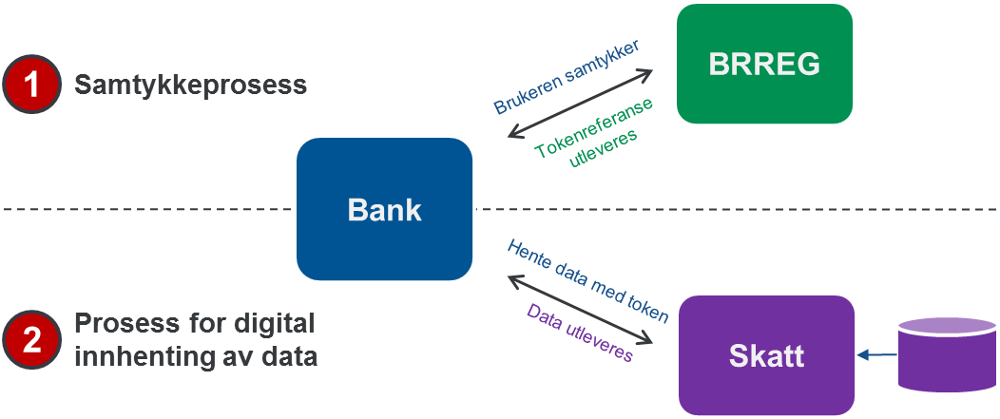 1
Samtykkeprosess
Brukeren samtykker
Tokenreferanse
utleveres
BRREG
Bank
2
Prosess for digital
innhenting av data
Hente data med token
Data utleveres
Skatt